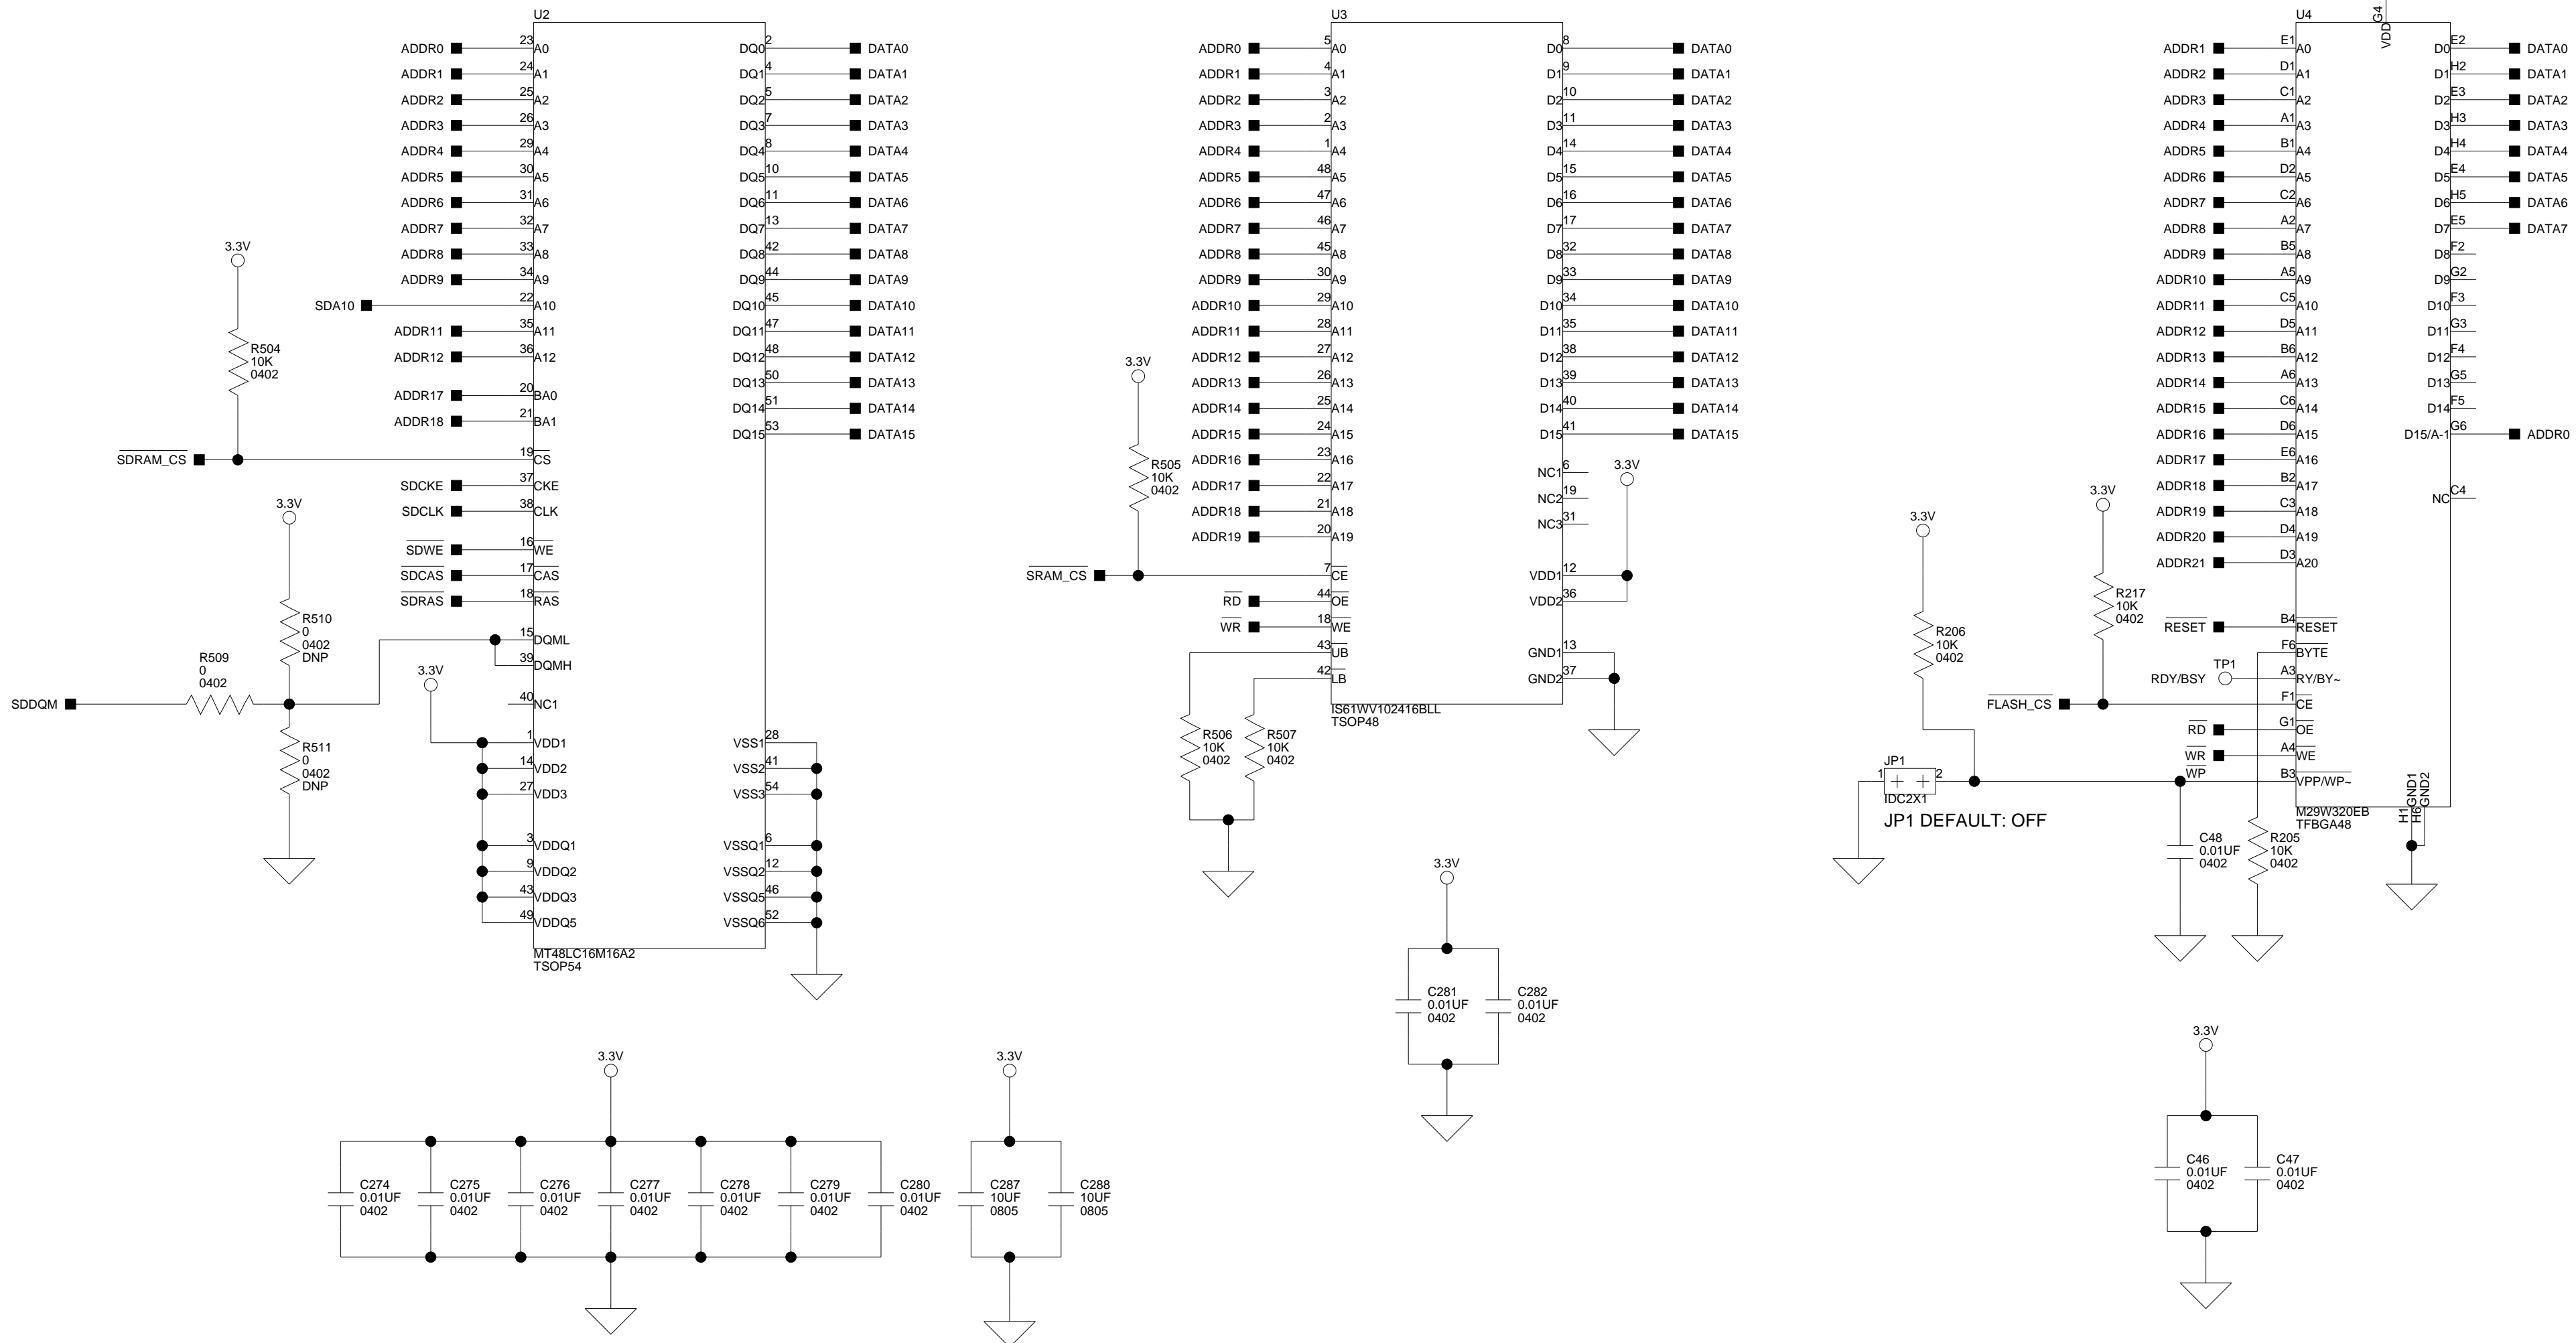 U2
ADDR0 23 A0 DQ0 2 DATA0
ADDR1 24 A1 DQ1 4 DATA1
ADDR2 25 A2 DQ2 5 DATA2
ADDR3 26 A3 DQ3 7 DATA3
ADDR4 29 A4 DQ4 8 DATA4
ADDR5 30 A5 DQ5 10 DATA5
ADDR6 31 A6 DQ6 11 DATA6
ADDR7 32 A7 DQ7 13 DATA7
ADDR8 33 A8 DQ8 42 DATA8
ADDR9 34 A9 DQ9 44 DATA9
SDA10 22 A10 DQ10 45 DATA10
ADDR11 35 A11 DQ11 47 DATA11
ADDR12 36 A12 DQ12 48 DATA12
DQ13 50 DATA13
ADDR17 20 BA0
DQ14 51 DATA14
ADDR18 21 BA1
DQ15 53 DATA15
3.3V
R504
10K
0402
SDRAM_CS 19 CS
SDCKE 37 CKE
SDCLK 38 CLK
SDWE 16 WE
SDCAS 17 CAS
SDRAS 18 RAS
3.3V
R510
0
0402
DNP
15 DQML
39 DQMH
R509
0
0402
SDDQM
R511
0
0402
DNP
3.3V
40 NC1
1 VDD1 VSS1 28
14 VDD2 VSS2 41
27 VDD3 VSS3 54
3 VDDQ1 VSSQ1 6
9 VDDQ2 VSSQ2 12
43 VDDQ3 VSSQ5 46
49 VDDQ5 VSSQ6 52
MT48LC16M16A2
TSOP54
3.3V
C274
0.01UF
0402
C275
0.01UF
0402
C276
0.01UF
0402
C277
0.01UF
0402
C278
0.01UF
0402
C279
0.01UF
0402
C280
0.01UF
0402
3.3V
C287
10UF
0805
C288
10UF
0805
U3
ADDR0 5 A0 D0 8 DATA0
ADDR1 4 A1 D1 9 DATA1
ADDR2 3 A2 D2 10 DATA2
ADDR3 2 A3 D3 11 DATA3
ADDR4 1 A4 D4 14 DATA4
ADDR5 48 A5 D5 15 DATA5
ADDR6 47 A6 D6 16 DATA6
ADDR7 46 A7 D7 17 DATA7
ADDR8 45 A8 D8 32 DATA8
ADDR9 30 A9 D9 33 DATA9
ADDR10 29 A10 D10 34 DATA10
ADDR11 28 A11 D11 35 DATA11
ADDR12 27 A12 D12 38 DATA12
ADDR13 26 A13 D13 39 DATA13
ADDR14 25 A14 D14 40 DATA14
ADDR15 24 A15 D15 41 DATA15
ADDR16 23 A16
ADDR17 22 A17
ADDR18 21 A18
ADDR19 20 A19
NC1 6
NC2 19
NC3 31
3.3V
3.3V
R505
10K
0402
SRAM_CS 7 CE VDD1 12
RD 44 OE VDD2 36
WR 18 WE
43 UB GND1 13
42 LB GND2 37
IS61WV102416BLL
TSOP48
R506
10K
0402
R507
10K
0402
3.3V
C281
0.01UF
0402
C282
0.01UF
0402
U4
G4
VDD
ADDR1 E1 A0 D0 E2 DATA0
ADDR2 D1 A1 D1 H2 DATA1
ADDR3 C1 A2 D2 E3 DATA2
ADDR4 A1 A3 D3 H3 DATA3
ADDR5 B1 A4 D4 H4 DATA4
ADDR6 D2 A5 D5 E4 DATA5
ADDR7 C2 A6 D6 H5 DATA6
ADDR8 A2 A7 D7 E5 DATA7
ADDR9 B5 A8 D8 F2
ADDR10 A5 A9 D9 G2
ADDR11 C5 A10 D10 F3
ADDR12 D5 A11 D11 G3
ADDR13 B6 A12 D12 F4
ADDR14 A6 A13 D13 G5
ADDR15 C6 A14 D14 F5
ADDR16 D6 A15 D15/A-1 G6 ADDR0
ADDR17 E6 A16
ADDR18 B2 A17 NC C4
ADDR19 C3 A18
ADDR20 D4 A19
ADDR21 D3 A20
3.3V
R206
10K
0402
3.3V
R217
10K
0402
RESET B4 RESET
F6 BYTE
RDY/BSY TP1 A3 RY/BY~
FLASH_CS F1 CE
RD G1 OE
WR A4 WE
WP B3 VPP/WP~
JP1
1 2
IDC2X1
JP1 DEFAULT: OFF
H1 GND1
H6 GND2
M29W320EB
TFBGA48
C48
0.01UF
0402
R205
10K
0402
3.3V
C46
0.01UF
0402
C47
0.01UF
0402